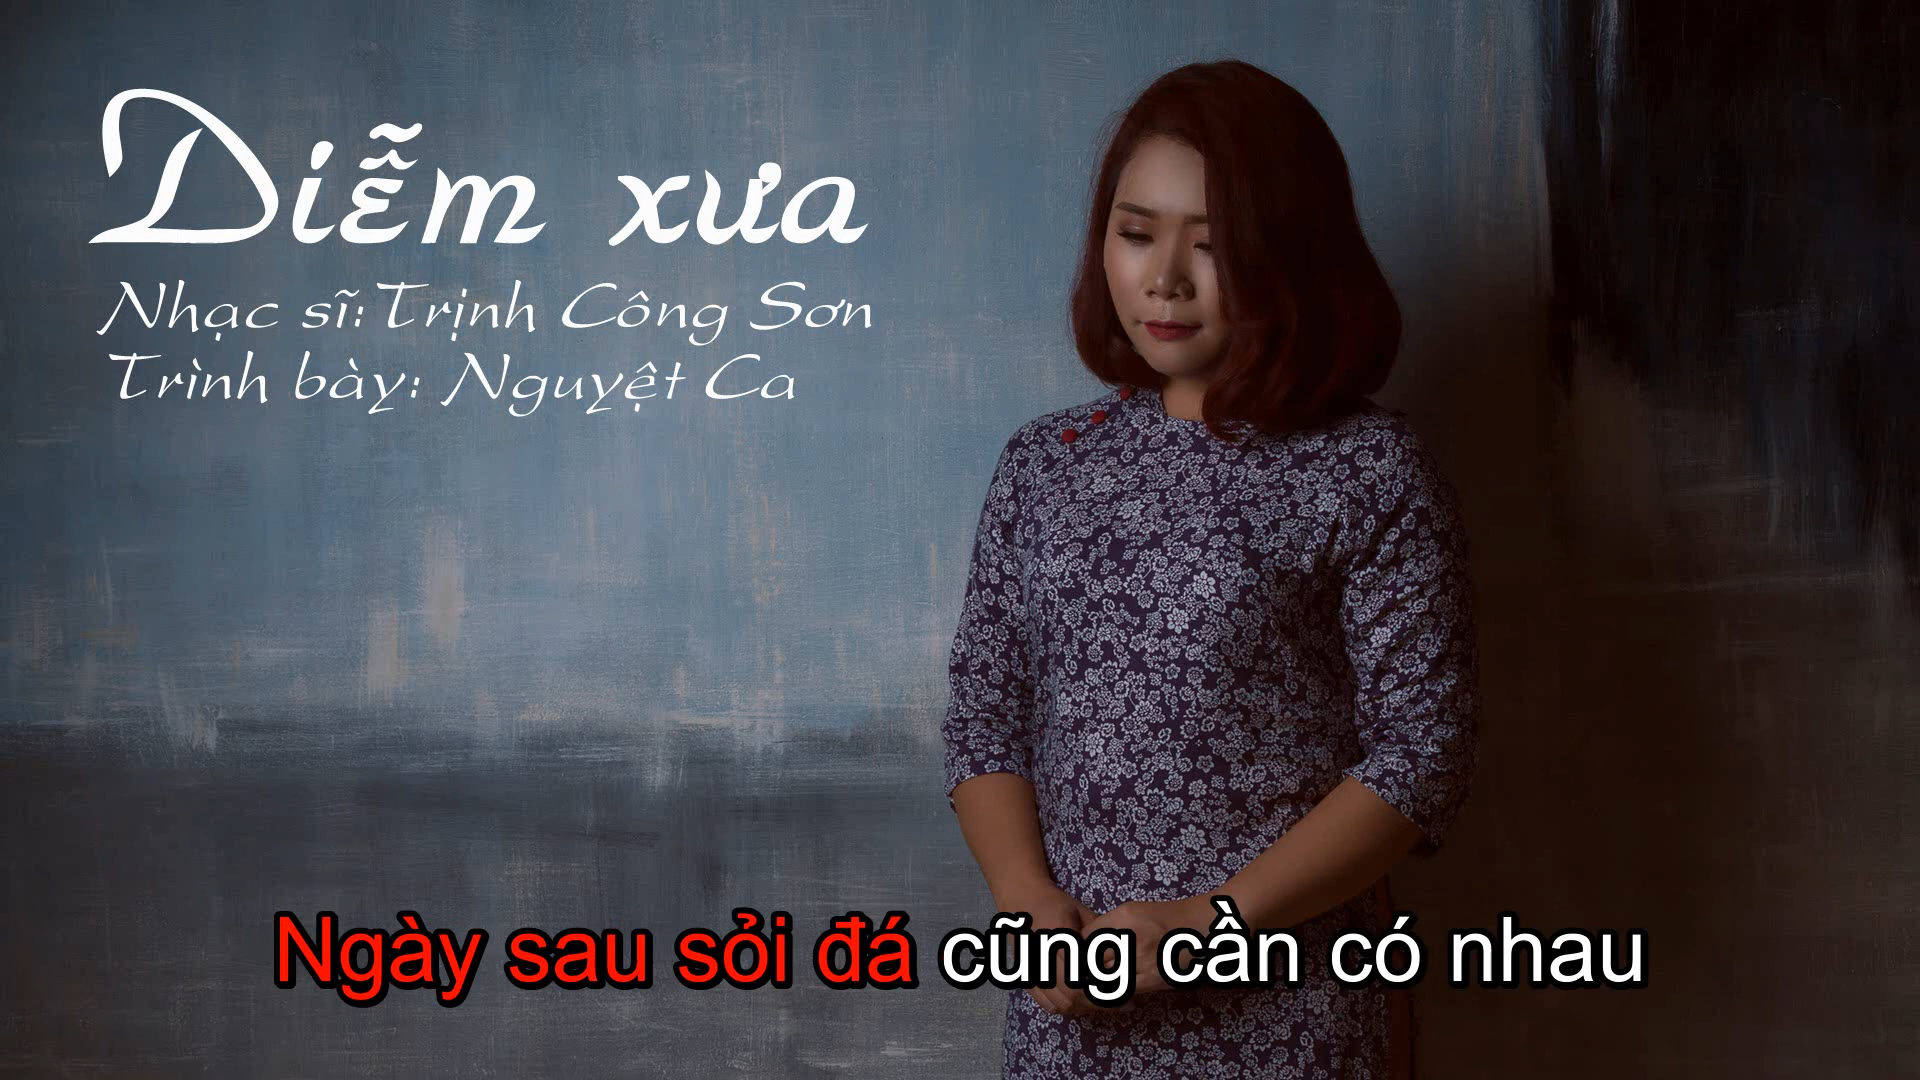 Diễm xưa
Nhạc sĩ: Trịnh Công Sơn
Trình bày: Nguyệt Ca
Ngày sau sỏi đá cũng cần có nhau